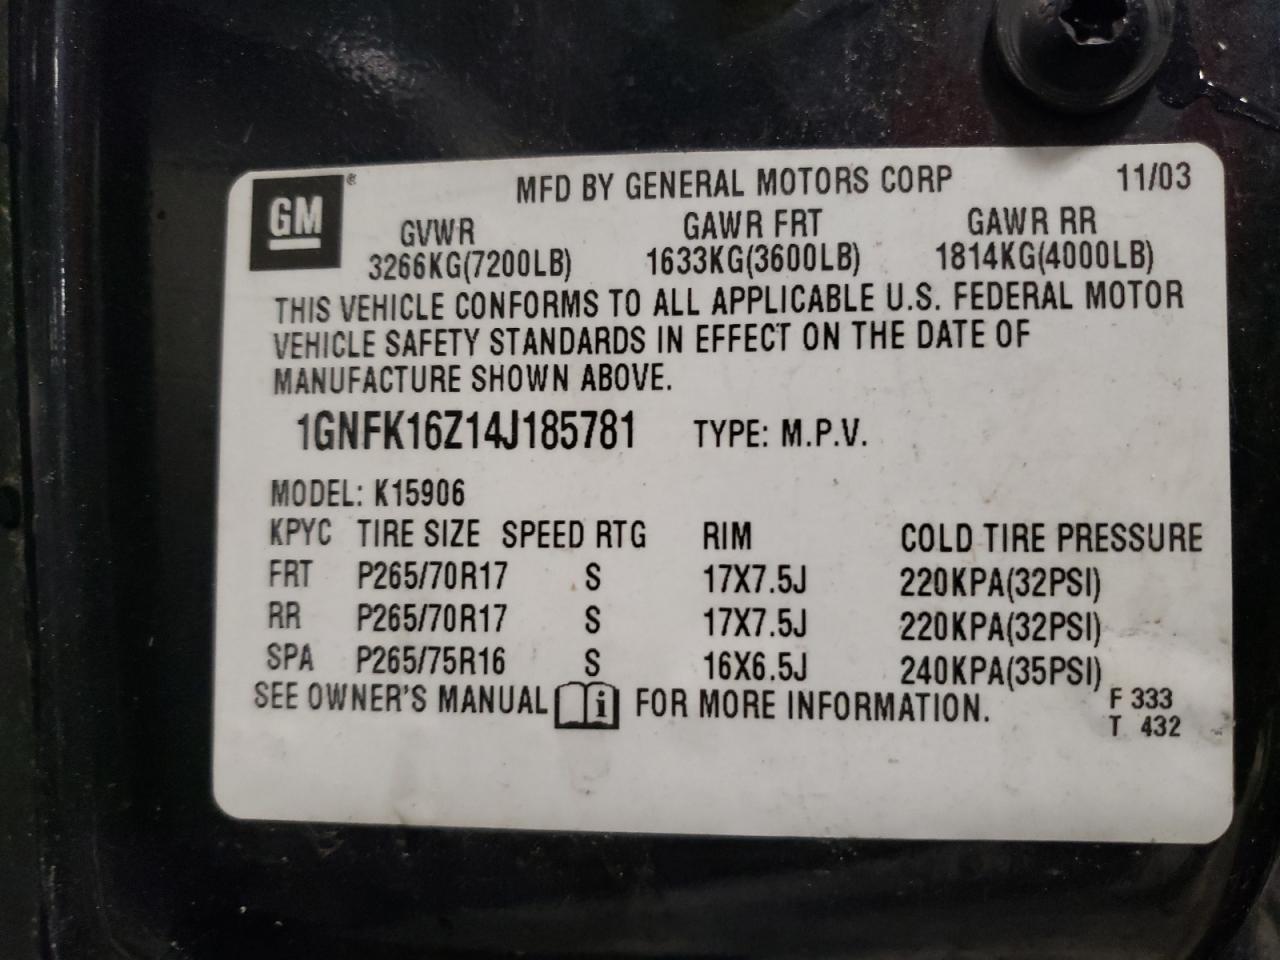 GM ® MFD BY GENERAL MOTORS CORP 11/03
GVWR GAWR FRT GAWR RR
3266KG(7200LB) 1633KG(3600LB) 1814KG(4000LB)
THIS VEHICLE CONFORMS TO ALL APPLICABLE U.S. FEDERAL MOTOR
VEHICLE SAFETY STANDARDS IN EFFECT ON THE DATE OF
MANUFACTURE SHOWN ABOVE.
1GNFK16Z14J185781 TYPE: M.P.V.
MODEL: K15906
KPYC TIRE SIZE SPEED RTG RIM COLD TIRE PRESSURE
FRT P265/70R17 S 17X7.5J 220KPA(32PSI)
RR P265/70R17 S 17X7.5J 220KPA(32PSI)
SPA P265/75R16 S 16X6.5J 240KPA(35PSI)
SEE OWNER'S MANUAL i FOR MORE INFORMATION. F 333
T 432